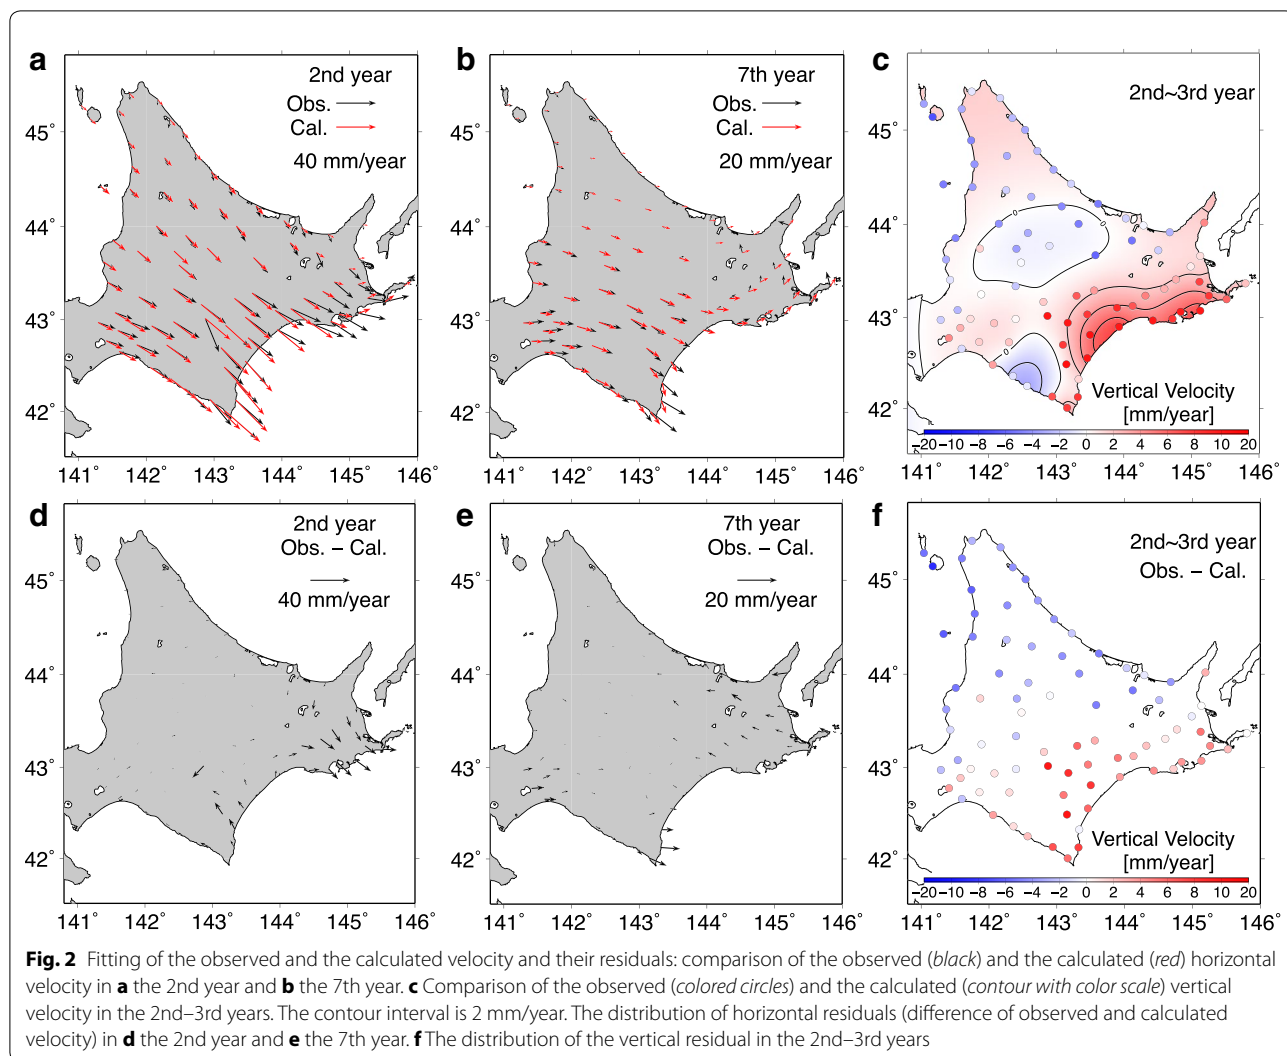 a
2nd year
Obs.
Cal.
40 mm/year
45˚
44˚
43˚
42˚
141˚ 142˚ 143˚ 144˚ 145˚ 146˚
b
7th year
Obs.
Cal.
20 mm/year
45˚
44˚
43˚
42˚
141˚ 142˚ 143˚ 144˚ 145˚ 146˚
c
2nd~3rd year
45˚
44˚
43˚
42˚
Vertical Velocity
[mm/year]
−20 −10 −6 −4 −2 0 2 4 6 10 20
141˚ 142˚ 143˚ 144˚ 145˚ 146˚
d
2nd year
Obs. − Cal.
40 mm/year
45˚
44˚
43˚
42˚
141˚ 142˚ 143˚ 144˚ 145˚ 146˚
e
7th year
Obs. − Cal.
20 mm/year
45˚
44˚
43˚
42˚
141˚ 142˚ 143˚ 144˚ 145˚ 146˚
f
2nd~3rd year
Obs. − Cal.
45˚
44˚
43˚
42˚
Vertical Velocity
[mm/year]
−20 −10 −6 −4 −2 0 2 4 6 10 20
141˚ 142˚ 143˚ 144˚ 145˚ 146˚
Fig. 2 Fitting of the observed and the calculated velocity and their residuals: comparison of the observed (black) and the calculated (red) horizontal
velocity in a the 2nd year and b the 7th year. c Comparison of the observed (colored circles) and the calculated (contour with color scale) vertical
velocity in the 2nd–3rd years. The contour interval is 2 mm/year. The distribution of horizontal residuals (difference of observed and calculated
velocity) in d the 2nd year and e the 7th year. f The distribution of the vertical residual in the 2nd–3rd years